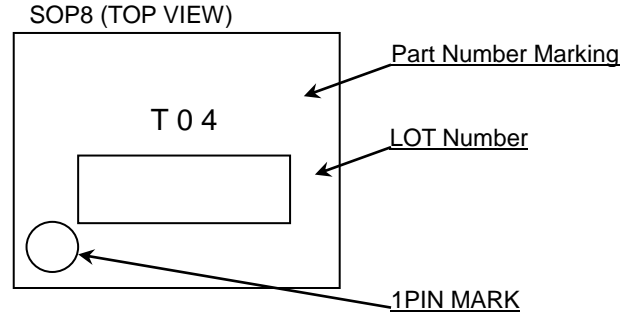 SOP8 (TOP VIEW)
Part Number Marking
T 0 4
LOT Number
1PIN MARK